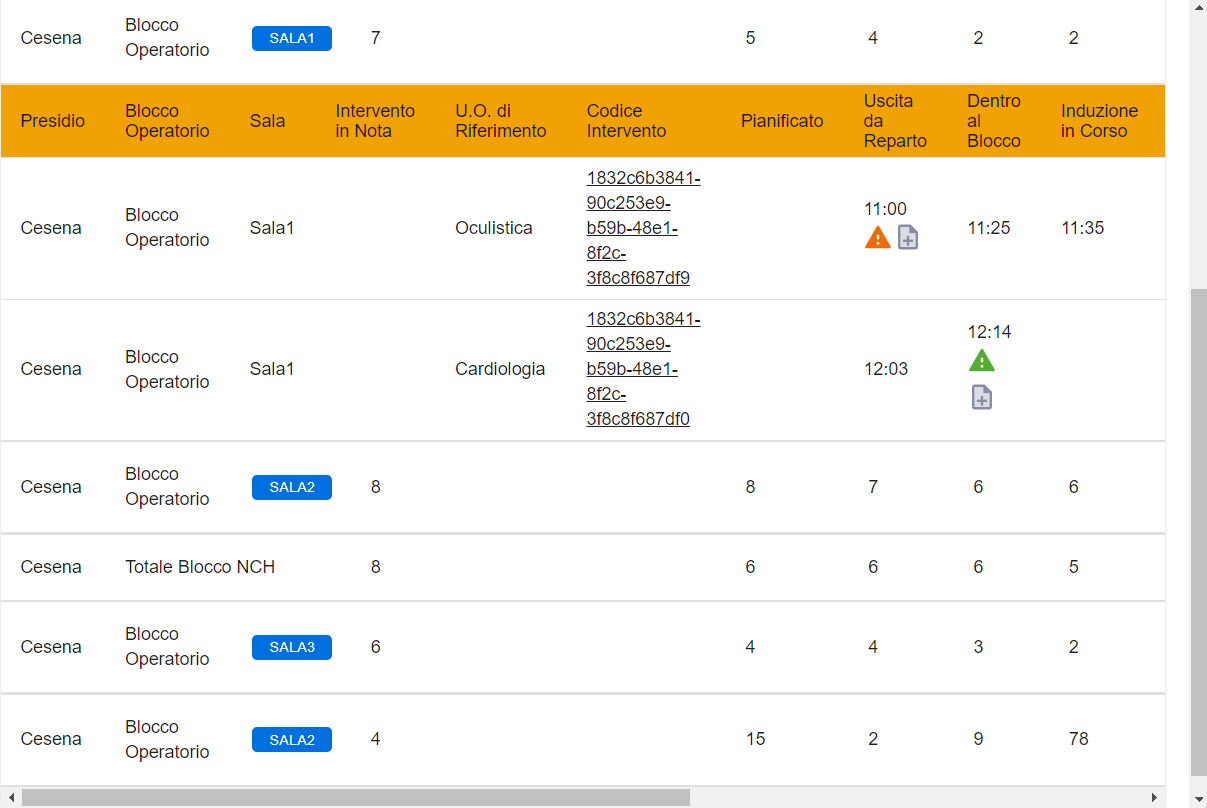 Cesena Blocco Operatorio SALA1 7 5 4 2 2
Presidio Blocco Operatorio Sala Intervento in Nota U.O. di Riferimento Codice Intervento Pianificato Uscita da Reparto Dentro al Blocco Induzione in Corso
Cesena Blocco Operatorio Sala1 Oculistica 1832c6b3841-90c253e9-b59b-48e1-8f2c-3f8c8f687df9 11:00 11:25 11:35
Cesena Blocco Operatorio Sala1 Cardiologia 1832c6b3841-90c253e9-b59b-48e1-8f2c-3f8c8f687df0 12:03 12:14
Cesena Blocco Operatorio SALA2 8 8 7 6 6
Cesena Totale Blocco NCH 8 6 6 6 5
Cesena Blocco Operatorio SALA3 6 4 4 3 2
Cesena Blocco Operatorio SALA2 4 15 2 9 78